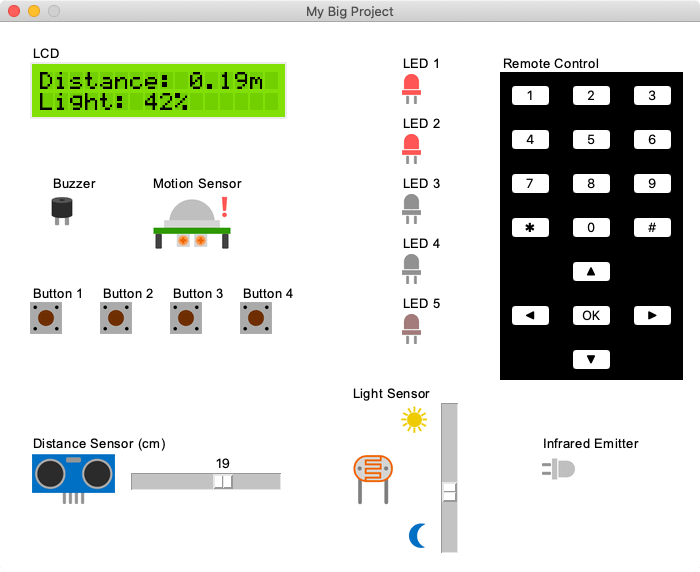 My Big Project
LCD
Distance: 0.19m
Light: 42%
LED 1
LED 2
LED 3
LED 4
LED 5
Remote Control
1 2 3
4 5 6
7 8 9
✱ 0 #
▲
◀ OK ▶
▼
Buzzer
Motion Sensor
!
Button 1
Button 2
Button 3
Button 4
Light Sensor
Distance Sensor (cm)
19
Infrared Emitter